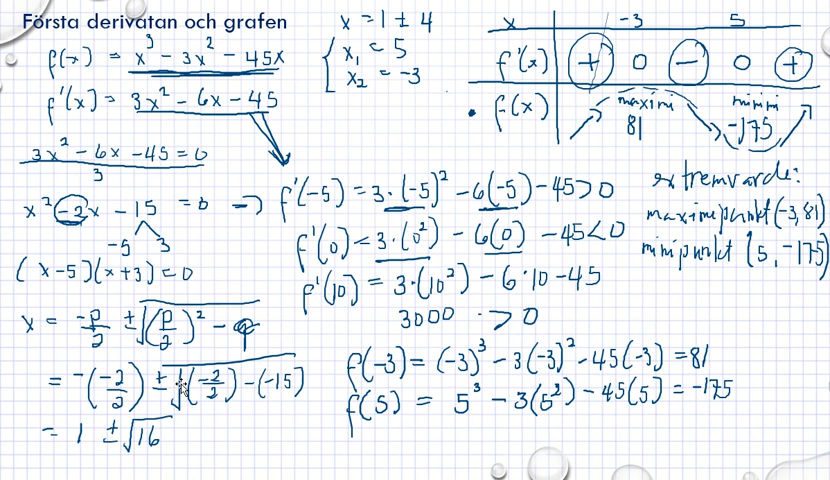 Första derivatan och grafen
f(x) = x³ - 3x² - 45x
f'(x) = 3x² - 6x - 45
3x² - 6x - 45 = 0
3
x² - 2x - 15 = 0 →
-5 3
(x-5)(x+3) = 0
x = -p/2 ± √(p/2)² - q
= -(-2/2) ± √(-2/2) - (-15)
= 1 ± √16
x = 1 ± 4
x₁ = 5
x₂ = -3
x -3 5
f'(x) + 0 - 0 +
f(x) maximi 81 minimi -175
f'(-5) = 3·(-5)² - 6(-5) - 45 > 0
f'(0) = 3·(0²) - 6(0) - 45 < 0
f'(10) = 3·(10²) - 6·10 - 45
3000 > 0
f(-3) = (-3)³ - 3(-3)² - 45(-3) = 81
f(5) = 5³ - 3(5²) - 45(5) = -175
extremvärde:
maximipunkt (-3, 81)
minipunkt (5, -175)